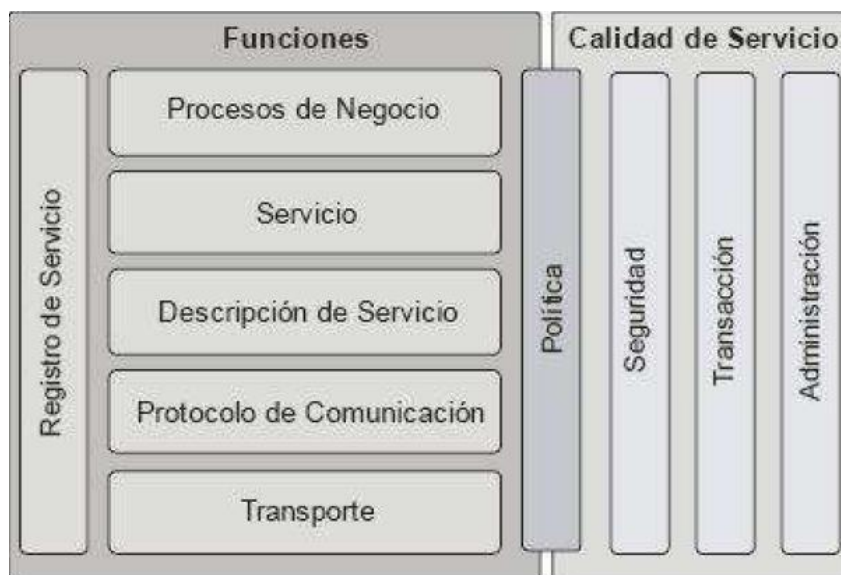 Funciones
Registro de Servicio
Procesos de Negocio
Servicio
Descripción de Servicio
Protocolo de Comunicación
Transporte
Política
Calidad de Servicio
Seguridad
Transacción
Administración